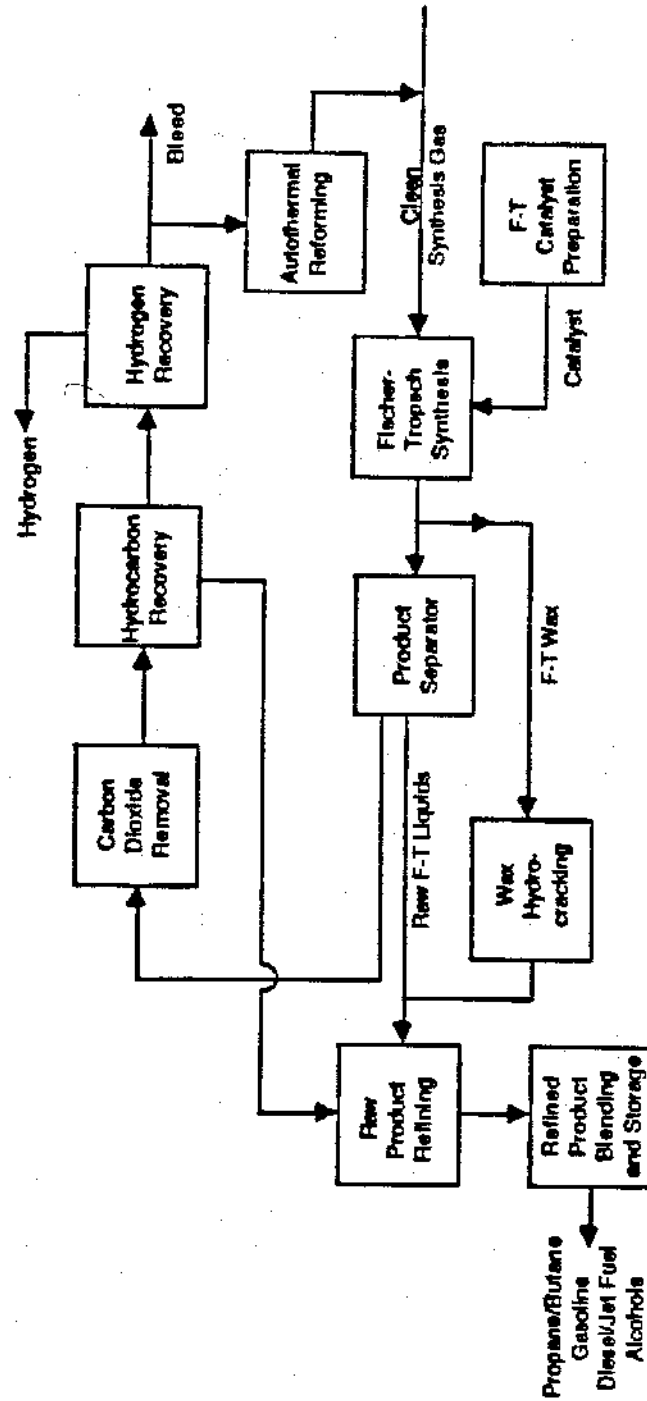 Hydrogen
Bleed
Carbon
Dioxide
Removal
Hydrocarbon
Recovery
Hydrogen
Recovery
Autothermal
Reforming
Clean
Synthesis Gas
Raw
Product
Refining
Raw F-T Liquids
Product
Separator
Fischer-
Tropsch
Synthesis
Catalyst
F-T
Catalyst
Preparation
F-T Wax
Wax
Hydro-
cracking
Refined
Product
Blending
and Storage
Propane/Butane
Gasoline
Diesel/Jet Fuel
Alcohols